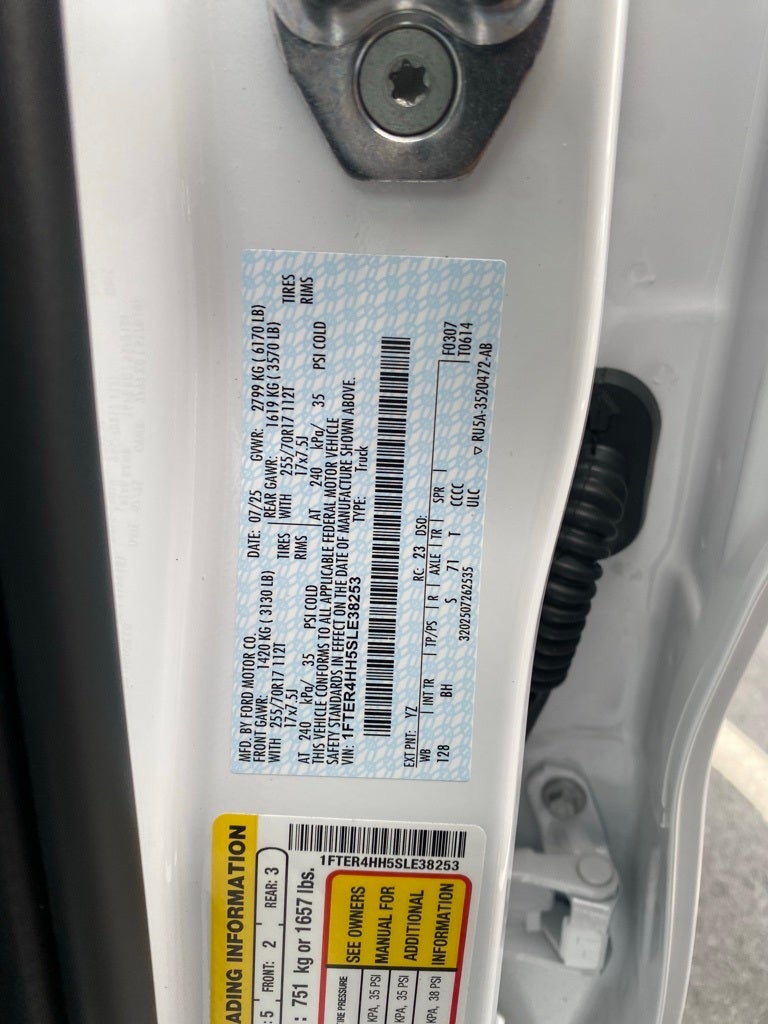 MFD. BY FORD MOTOR CO. DATE: 07/25 GVWR: 2799 KG ( 6170 LB)
FRONT GAWR: 1420 KG ( 3130 LB) REAR GAWR: 1619 KG ( 3570 LB)
WITH 255/70R17 112T TIRES WITH 255/70R17 112T TIRES
17x7.5J RIMS 17x7.5J RIMS
AT 240 kPa/ 35 PSI COLD AT 240 kPa/ 35 PSI COLD
THIS VEHICLE CONFORMS TO ALL APPLICABLE FEDERAL MOTOR VEHICLE
SAFETY STANDARDS IN EFFECT ON THE DATE OF MANUFACTURE SHOWN ABOVE.
VIN: 1FTER4HH5SLE38253 TYPE: Truck
EXT PNT: YZ RC: 23 DSO: F0307
WB INT TR TP/PS R AXLE TR SPR T0614
128 BH S 71 T CCCC
3202507262535 ULC
▽ RU5A-3520472-AB
ADING INFORMATION
: 5 FRONT: 2 REAR: 3
: 751 kg or 1657 lbs.
1FTER4HH5SLE38253
IRE PRESSURE
KPA, 35 PSI
KPA, 35 PSI
KPA, 38 PSI
SEE OWNERS
MANUAL FOR
ADDITIONAL
INFORMATION